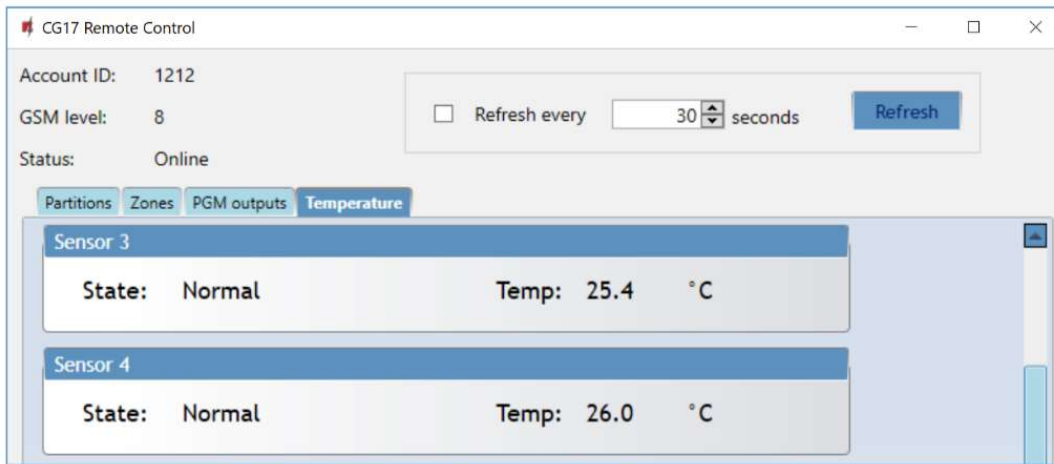 CG17 Remote Control
Account ID: 1212
GSM level: 8
Refresh every 30 seconds Refresh
Status: Online
Partitions Zones PGM outputs Temperature
Sensor 3
State: Normal Temp: 25.4 °C
Sensor 4
State: Normal Temp: 26.0 °C